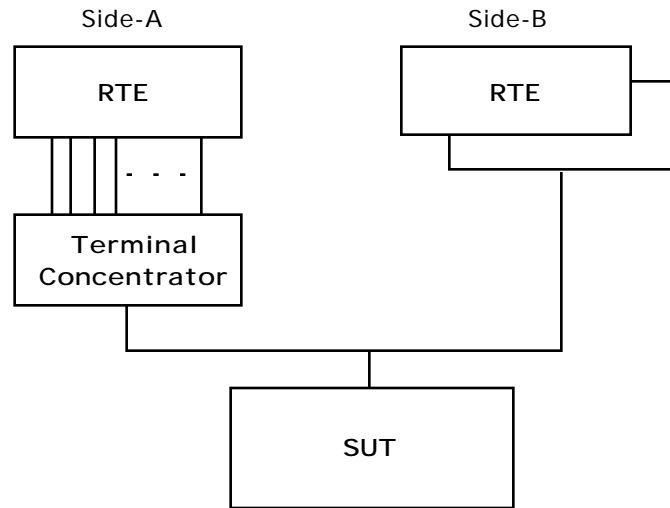 Side-A
Side-B
RTE
RTE
- - -
Terminal
Concentrator
SUT